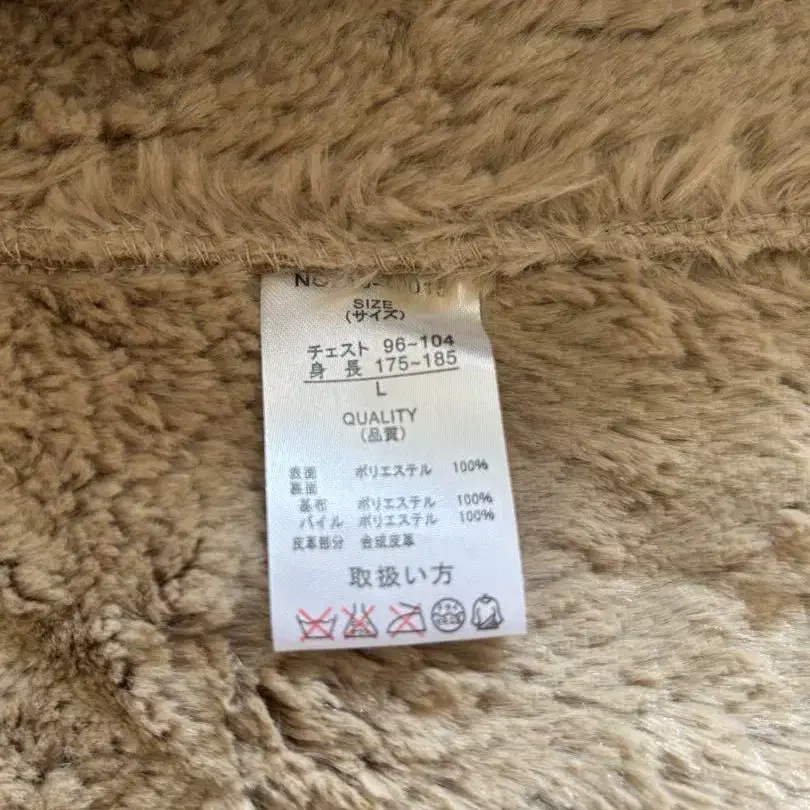 SIZE
(サイズ)
チェスト 96~104
身 長 175~185
L
QUALITY
(品質)
表面 ポリエステル 100%
裏面
基布 ポリエステル 100%
パイル ポリエステル 100%
皮革部分 合成皮革
取扱い方